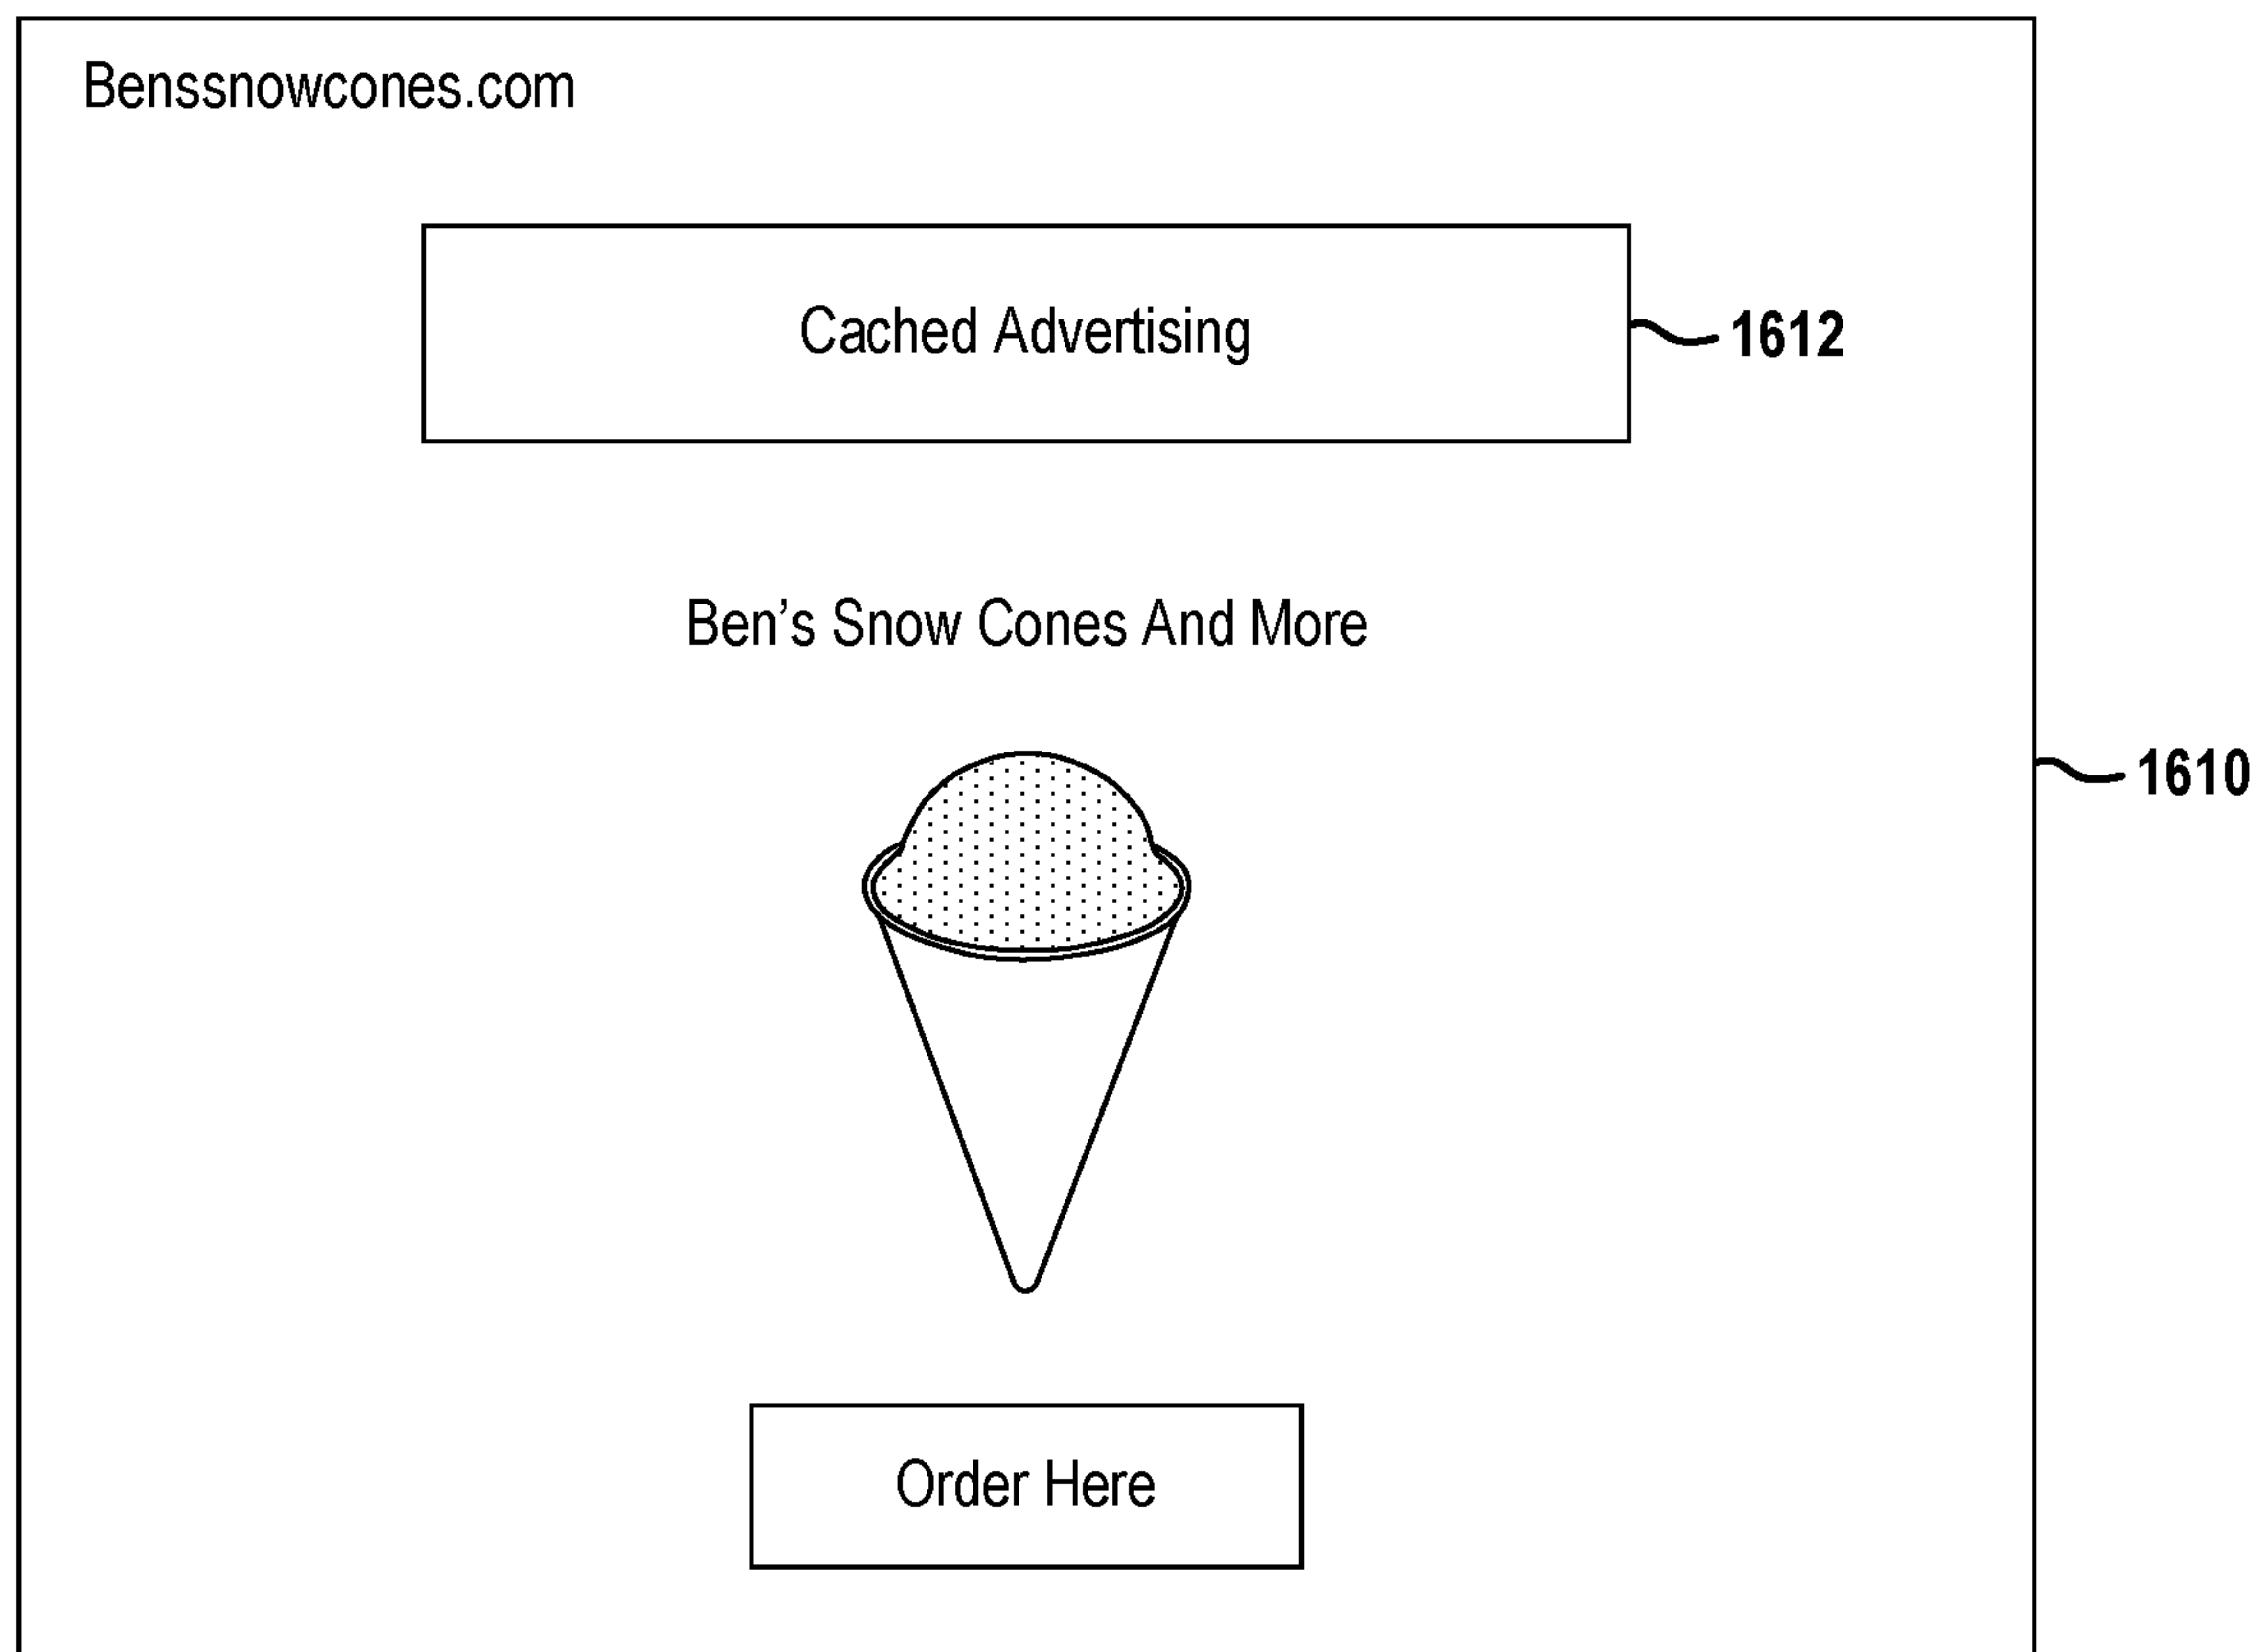 Benssnowcones.com
Cached Advertising
1612
Ben's Snow Cones And More
1610
Order Here